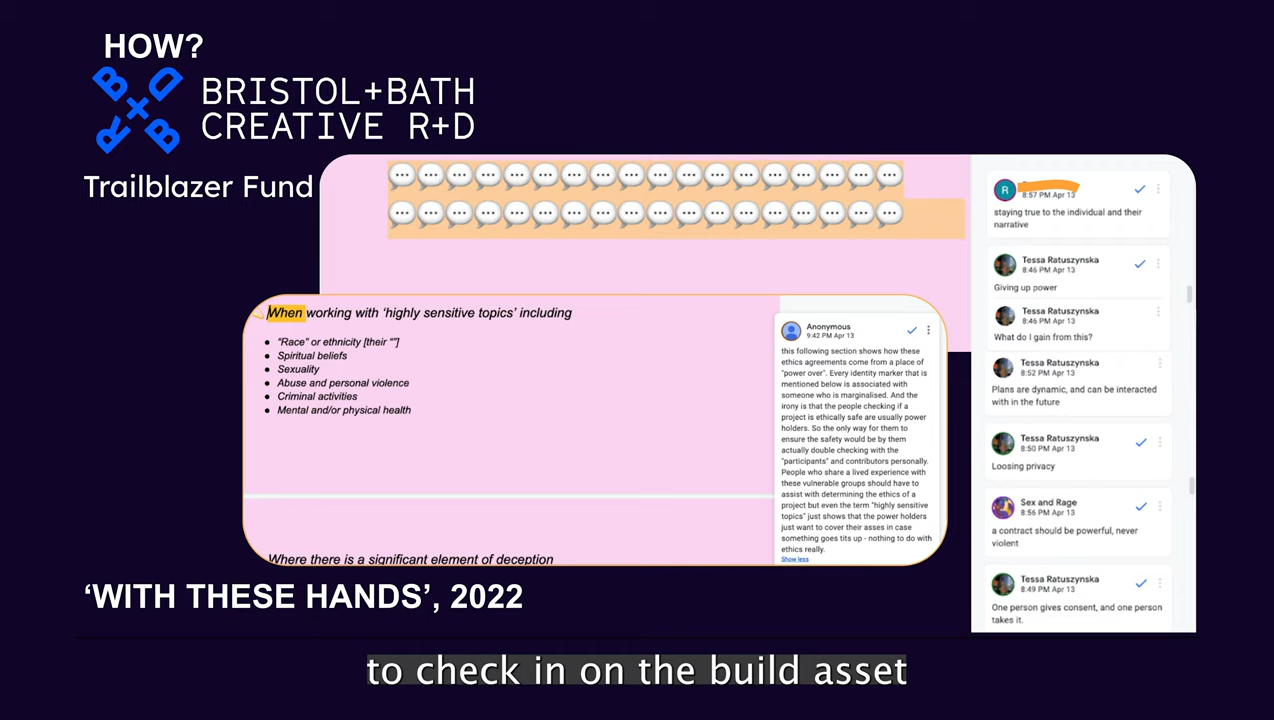 HOW?
BRISTOL+BATH
CREATIVE R+D
Trailblazer Fund
When working with ‘highly sensitive topics’ including
• “Race” or ethnicity [their “”]
• Spiritual beliefs
• Sexuality
• Abuse and personal violence
• Criminal activities
• Mental and/or physical health
Where there is a significant element of deception
Anonymous
9:42 PM Apr 13
this following section shows how these
ethics agreements come from a place of
"power over". Every identity marker that is
mentioned below is associated with
someone who is marginalised. And the
irony is that the people checking if a
project is ethically safe are usually power
holders. So the only way for them to
ensure the safety would be by them
actually double checking with the
"participants" and contributors personally.
People who share a lived experience with
these vulnerable groups should have to
assist with determining the ethics of a
project but even the term "highly sensitive
topics" just shows that the power holders
just want to cover their asses in case
something goes tits up - nothing to do with
ethics really.
Show less
R
8:57 PM Apr 13
staying true to the individual and their
narrative
Tessa Ratuszynska
8:46 PM Apr 13
Giving up power
Tessa Ratuszynska
8:46 PM Apr 13
What do I gain from this?
Tessa Ratuszynska
8:52 PM Apr 13
Plans are dynamic, and can be interacted
with in the future
Tessa Ratuszynska
8:50 PM Apr 13
Loosing privacy
Sex and Rage
8:56 PM Apr 13
a contract should be powerful, never
violent
Tessa Ratuszynska
8:49 PM Apr 13
One person gives consent, and one person
takes it.
‘WITH THESE HANDS’, 2022
to check in on the build asset